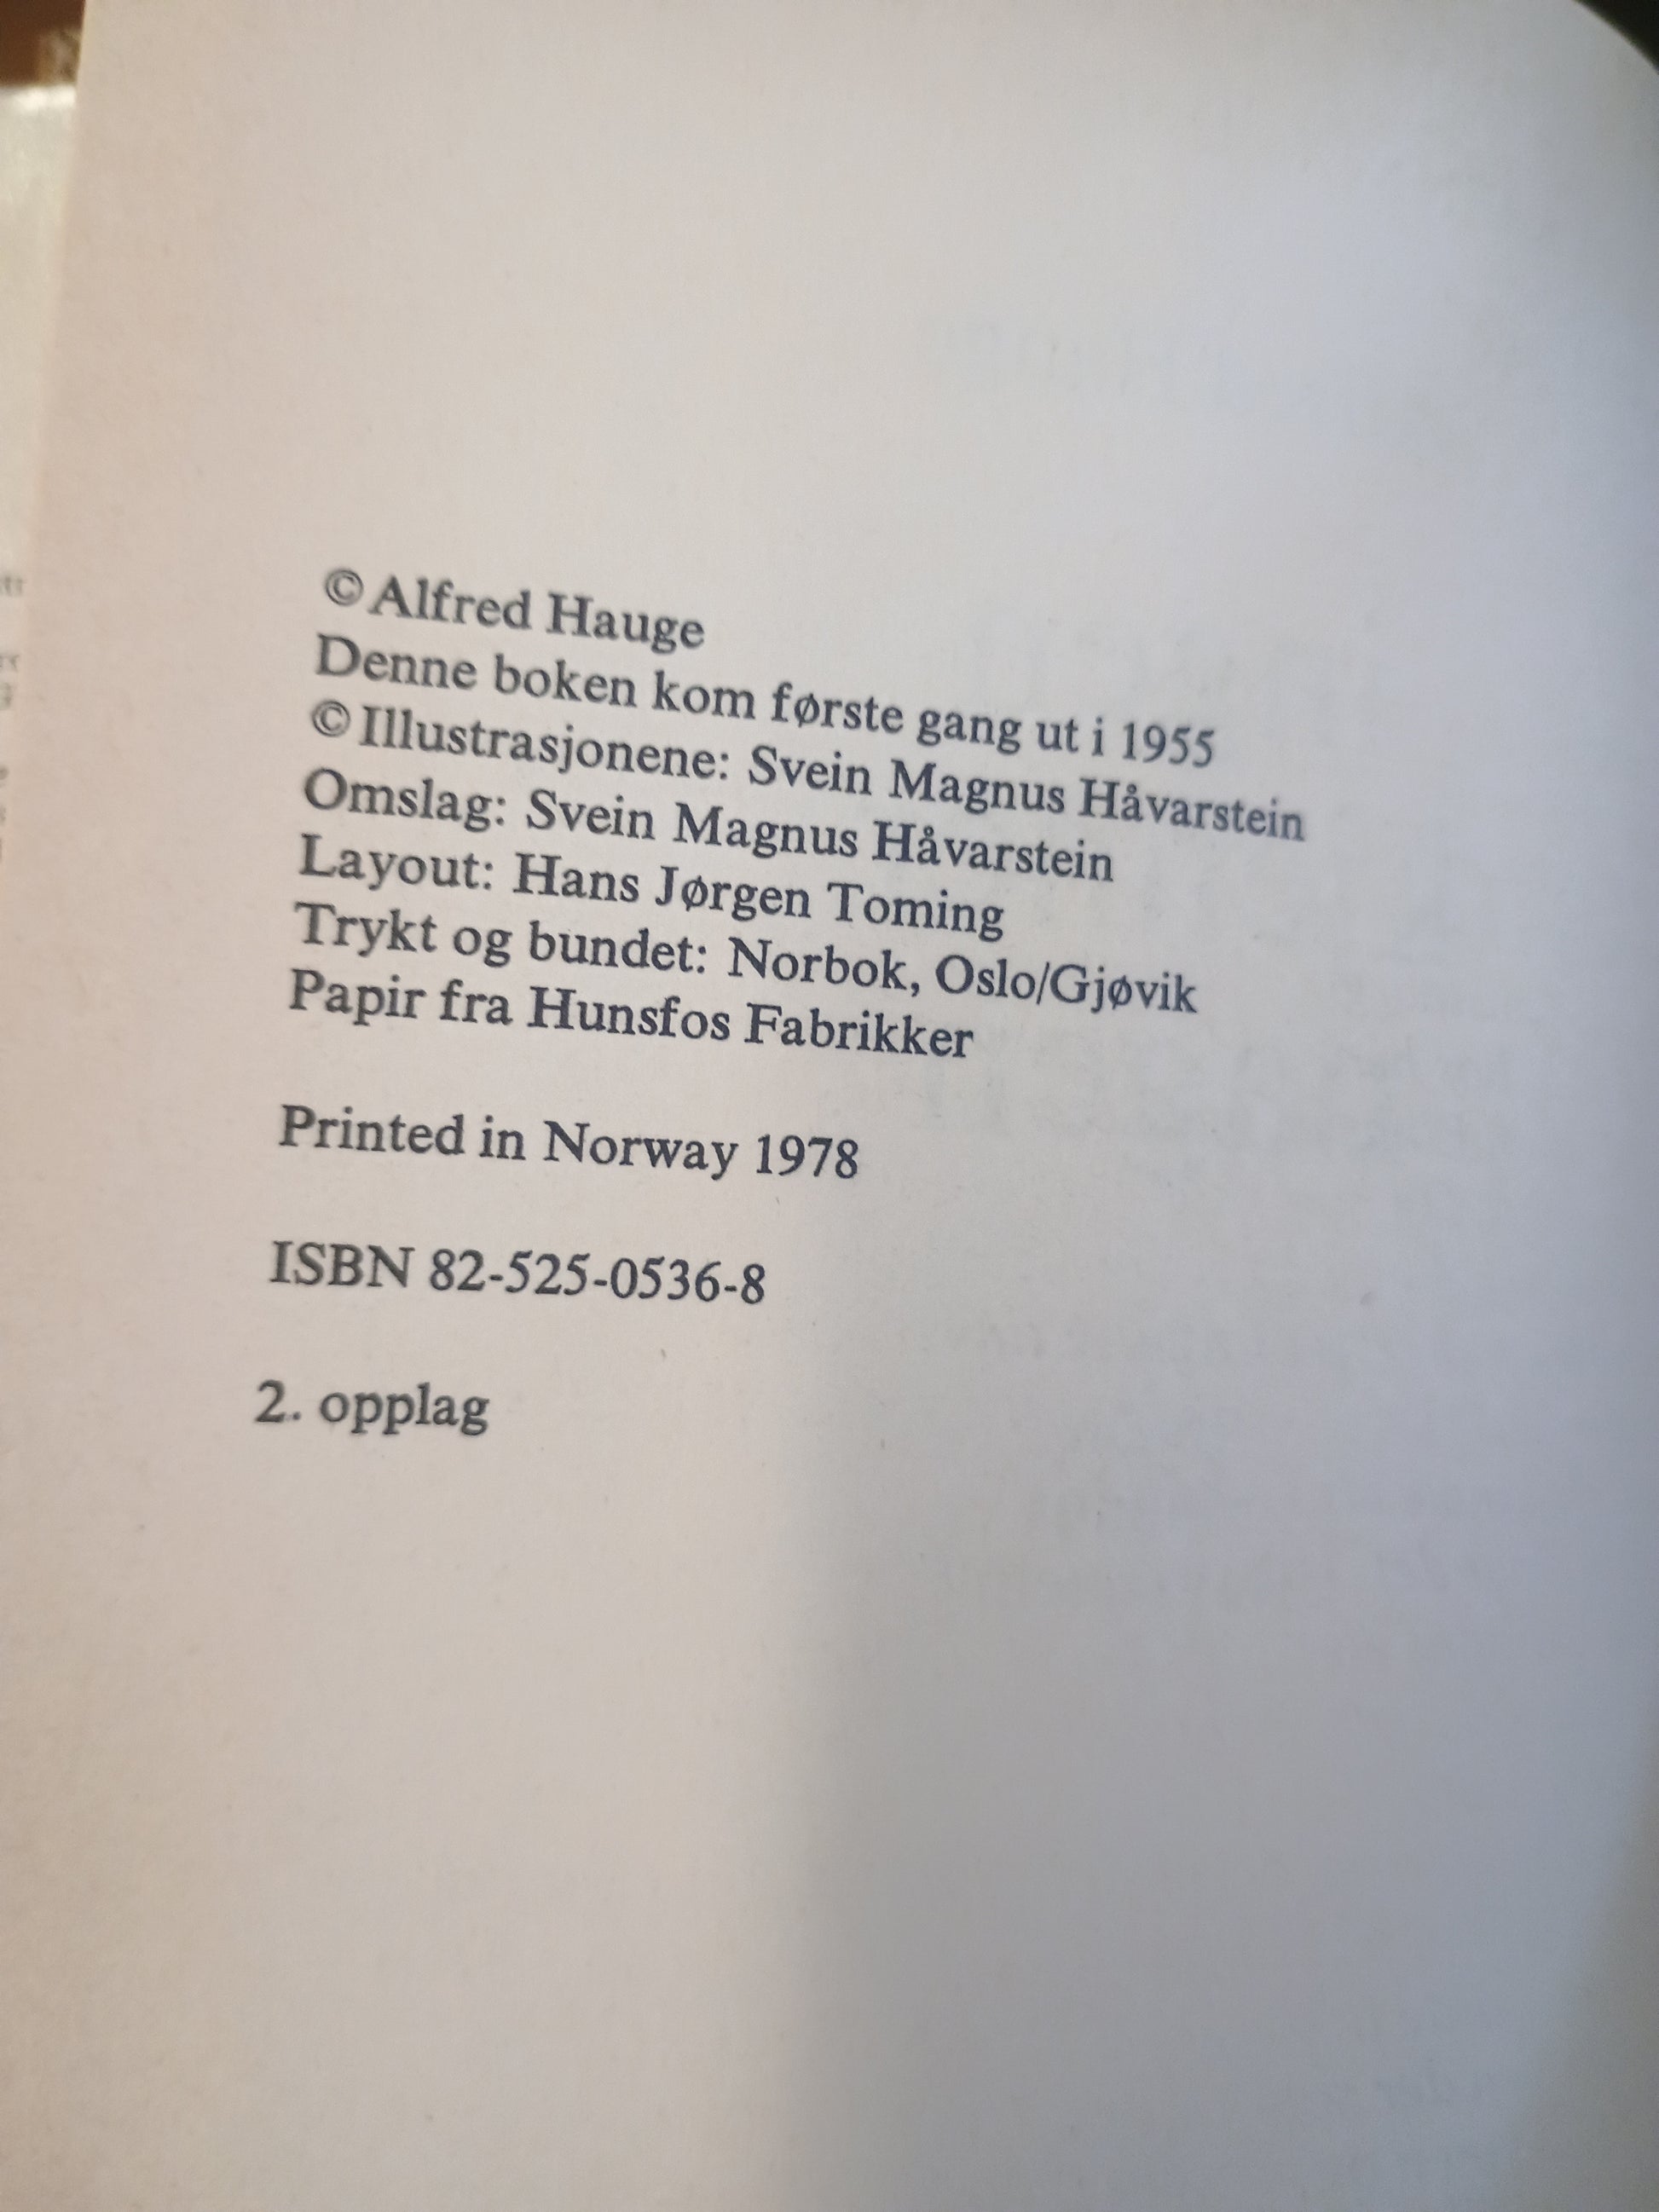 © Alfred Hauge
Denne boken kom første gang ut i 1955
© Illustrasjonene: Svein Magnus Håvarstein
Omslag: Svein Magnus Håvarstein
Layout: Hans Jørgen Toming
Trykt og bundet: Norbok, Oslo/Gjøvik
Papir fra Hunsfos Fabrikker
Printed in Norway 1978
ISBN 82-525-0536-8
2. opplag